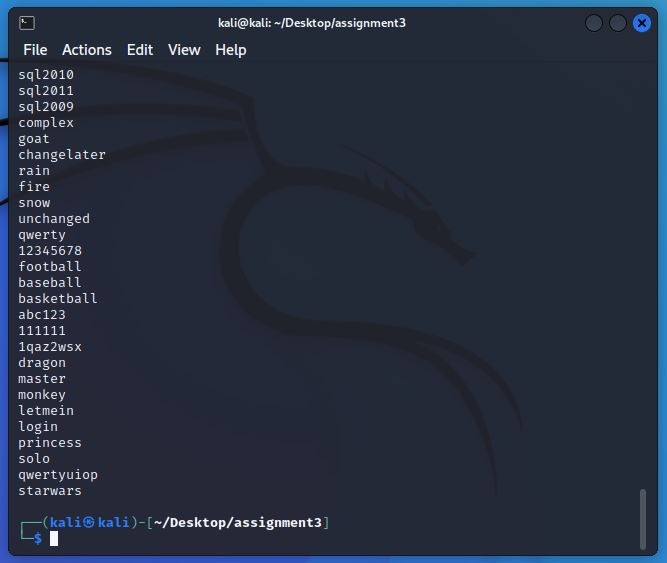 kali@kali: ~/Desktop/assignment3
File Actions Edit View Help
sql2010
sql2011
sql2009
complex
goat
changelater
rain
fire
snow
unchanged
qwerty
12345678
football
baseball
basketball
abc123
111111
1qaz2wsx
dragon
master
monkey
letmein
login
princess
solo
qwertyuiop
starwars
┌──(kali㉿kali)-[~/Desktop/assignment3]
└─$